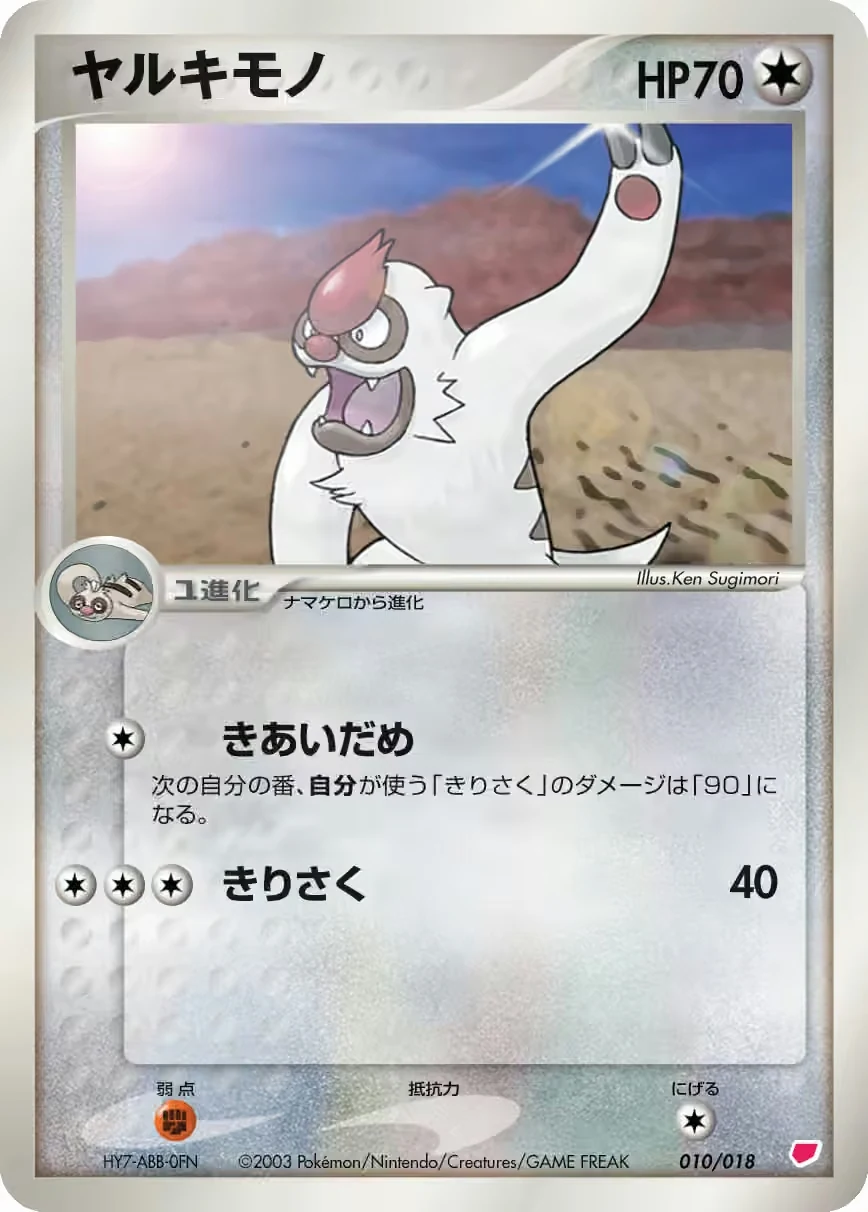 ヤルキモノ HP70
Illus.Ken Sugimori
1進化
ナマケロから進化
きあいだめ
次の自分の番、自分が使う「きりさく」のダメージは「90」に
なる。
きりさく 40
弱点 抵抗力 にげる
HY7-ABB-0FN ©2003 Pokémon/Nintendo/Creatures/GAME FREAK 010/018